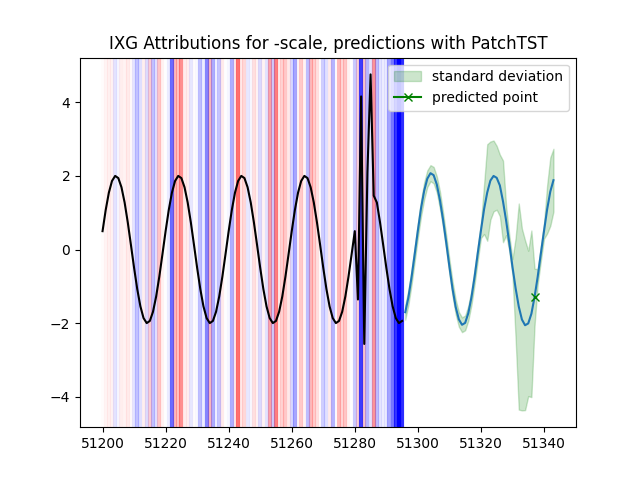 IXG Attributions for -scale, predictions with PatchTST
standard deviation
predicted point
4
2
0
−2
−4
51200 51220 51240 51260 51280 51300 51320 51340